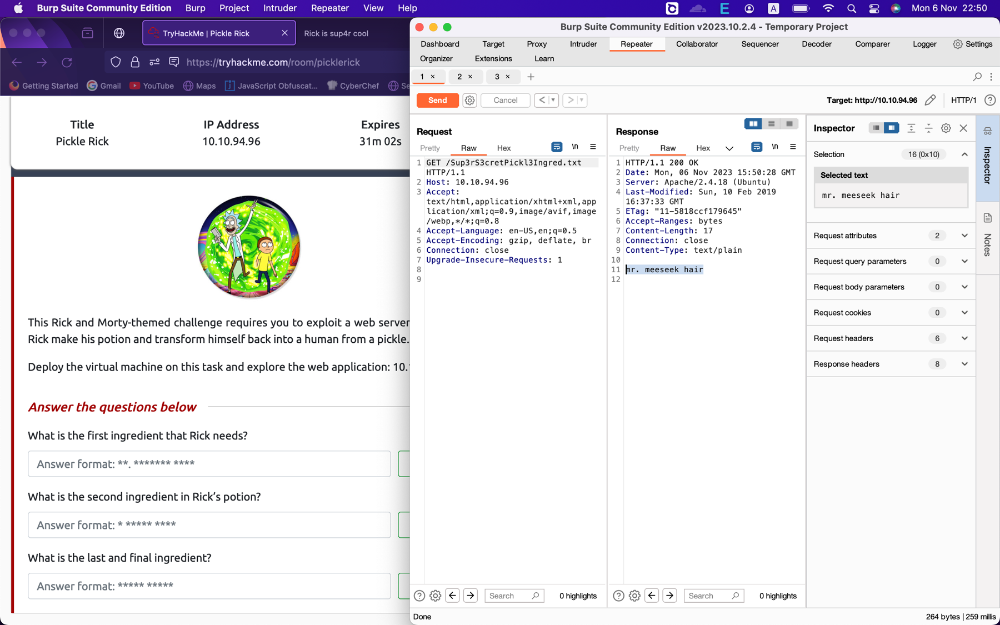 Burp Suite Community Edition Burp Project Intruder Repeater View Help
E A Mon 6 Nov 22:50
TryHackMe | Pickle Rick
Rick is sup4r cool
https://tryhackme.com/room/picklerick
Getting Started Gmail YouTube Maps JavaScript Obfuscat... CyberChef Se
Title IP Address Expires
Pickle Rick 10.10.94.96 31m 02s
This Rick and Morty-themed challenge requires you to exploit a web server
Rick make his potion and transform himself back into a human from a pickle.
Deploy the virtual machine on this task and explore the web application: 10.
Answer the questions below
What is the first ingredient that Rick needs?
Answer format: **. ******* ****
What is the second ingredient in Rick's potion?
Answer format: * ***** ****
What is the last and final ingredient?
Answer format: ***** *****
Burp Suite Community Edition v2023.10.2.4 - Temporary Project
Dashboard Target Proxy Intruder Repeater Collaborator Sequencer Decoder Comparer Logger Settings
Organizer Extensions Learn
1 × 2 × 3 × +
Send Cancel < > Target: http://10.10.94.96 HTTP/1 ?
Request
Pretty Raw Hex \n
1 GET /Sup3rS3cretPickl3Ingred.txt
HTTP/1.1
2 Host: 10.10.94.96
3 Accept:
text/html,application/xhtml+xml,app
lication/xml;q=0.9,image/avif,image
/webp,*/*;q=0.8
4 Accept-Language: en-US,en;q=0.5
5 Accept-Encoding: gzip, deflate, br
6 Connection: close
7 Upgrade-Insecure-Requests: 1
8
9
Search 0 highlights
Response
Pretty Raw Hex \n
1 HTTP/1.1 200 OK
2 Date: Mon, 06 Nov 2023 15:50:28 GMT
3 Server: Apache/2.4.18 (Ubuntu)
4 Last-Modified: Sun, 10 Feb 2019
16:37:33 GMT
5 ETag: "11-5818ccf179645"
6 Accept-Ranges: bytes
7 Content-Length: 17
8 Connection: close
9 Content-Type: text/plain
10
11 mr. meeseek hair
12
Search 0 highlights
Inspector
Selection 16 (0x10)
Selected text
mr. meeseek hair
Request attributes 2
Request query parameters 0
Request body parameters 0
Request cookies 0
Request headers 6
Response headers 8
Inspector
Notes
Done
264 bytes | 259 millis